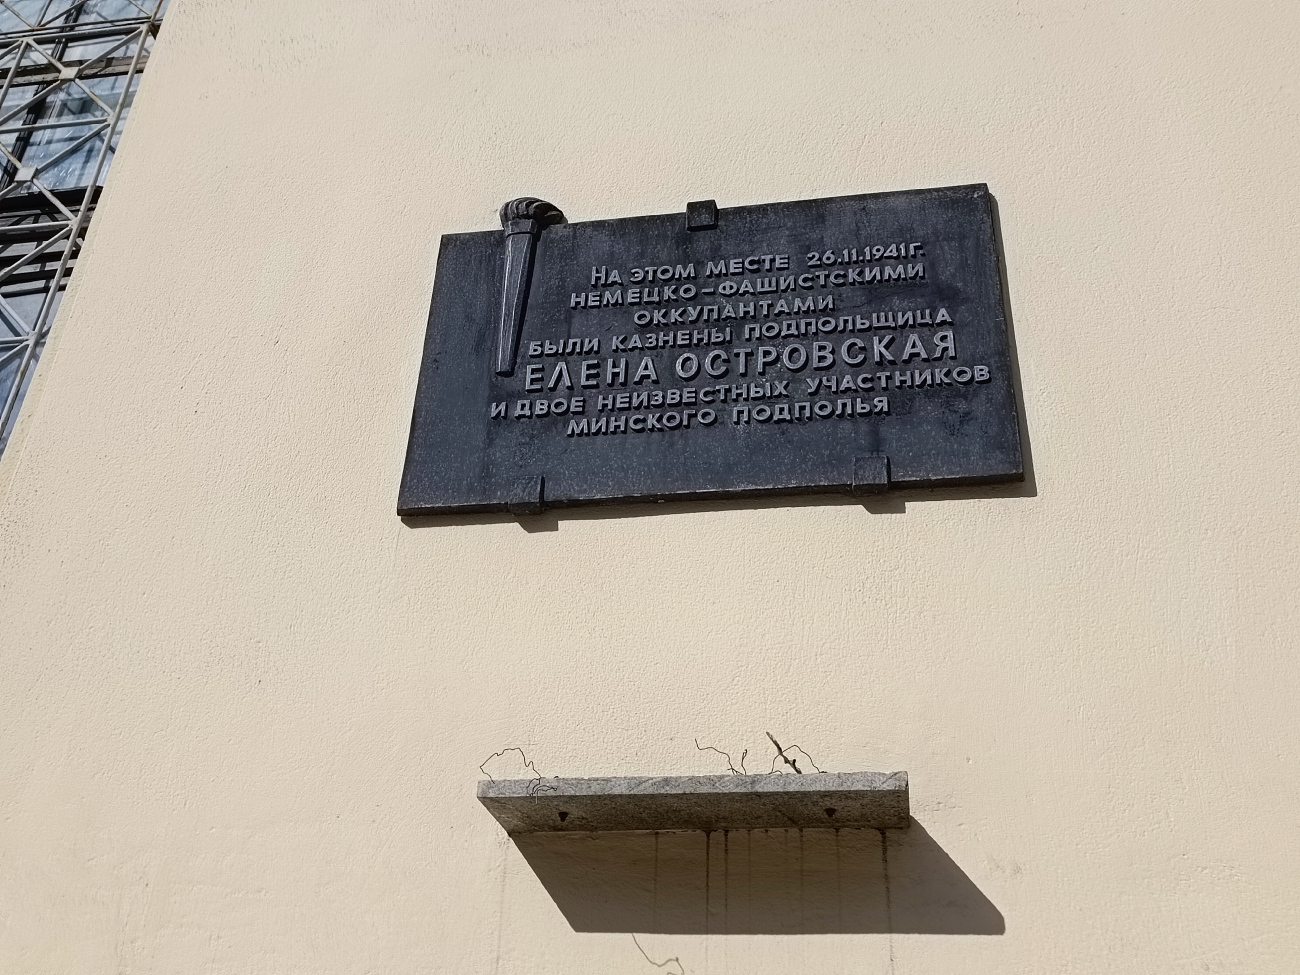 На этом месте 26.11.1941г.
немецко-фашистскими
оккупантами
были казнены подпольщица
ЕЛЕНА ОСТРОВСКАЯ
и двое неизвестных участников
минского подполья